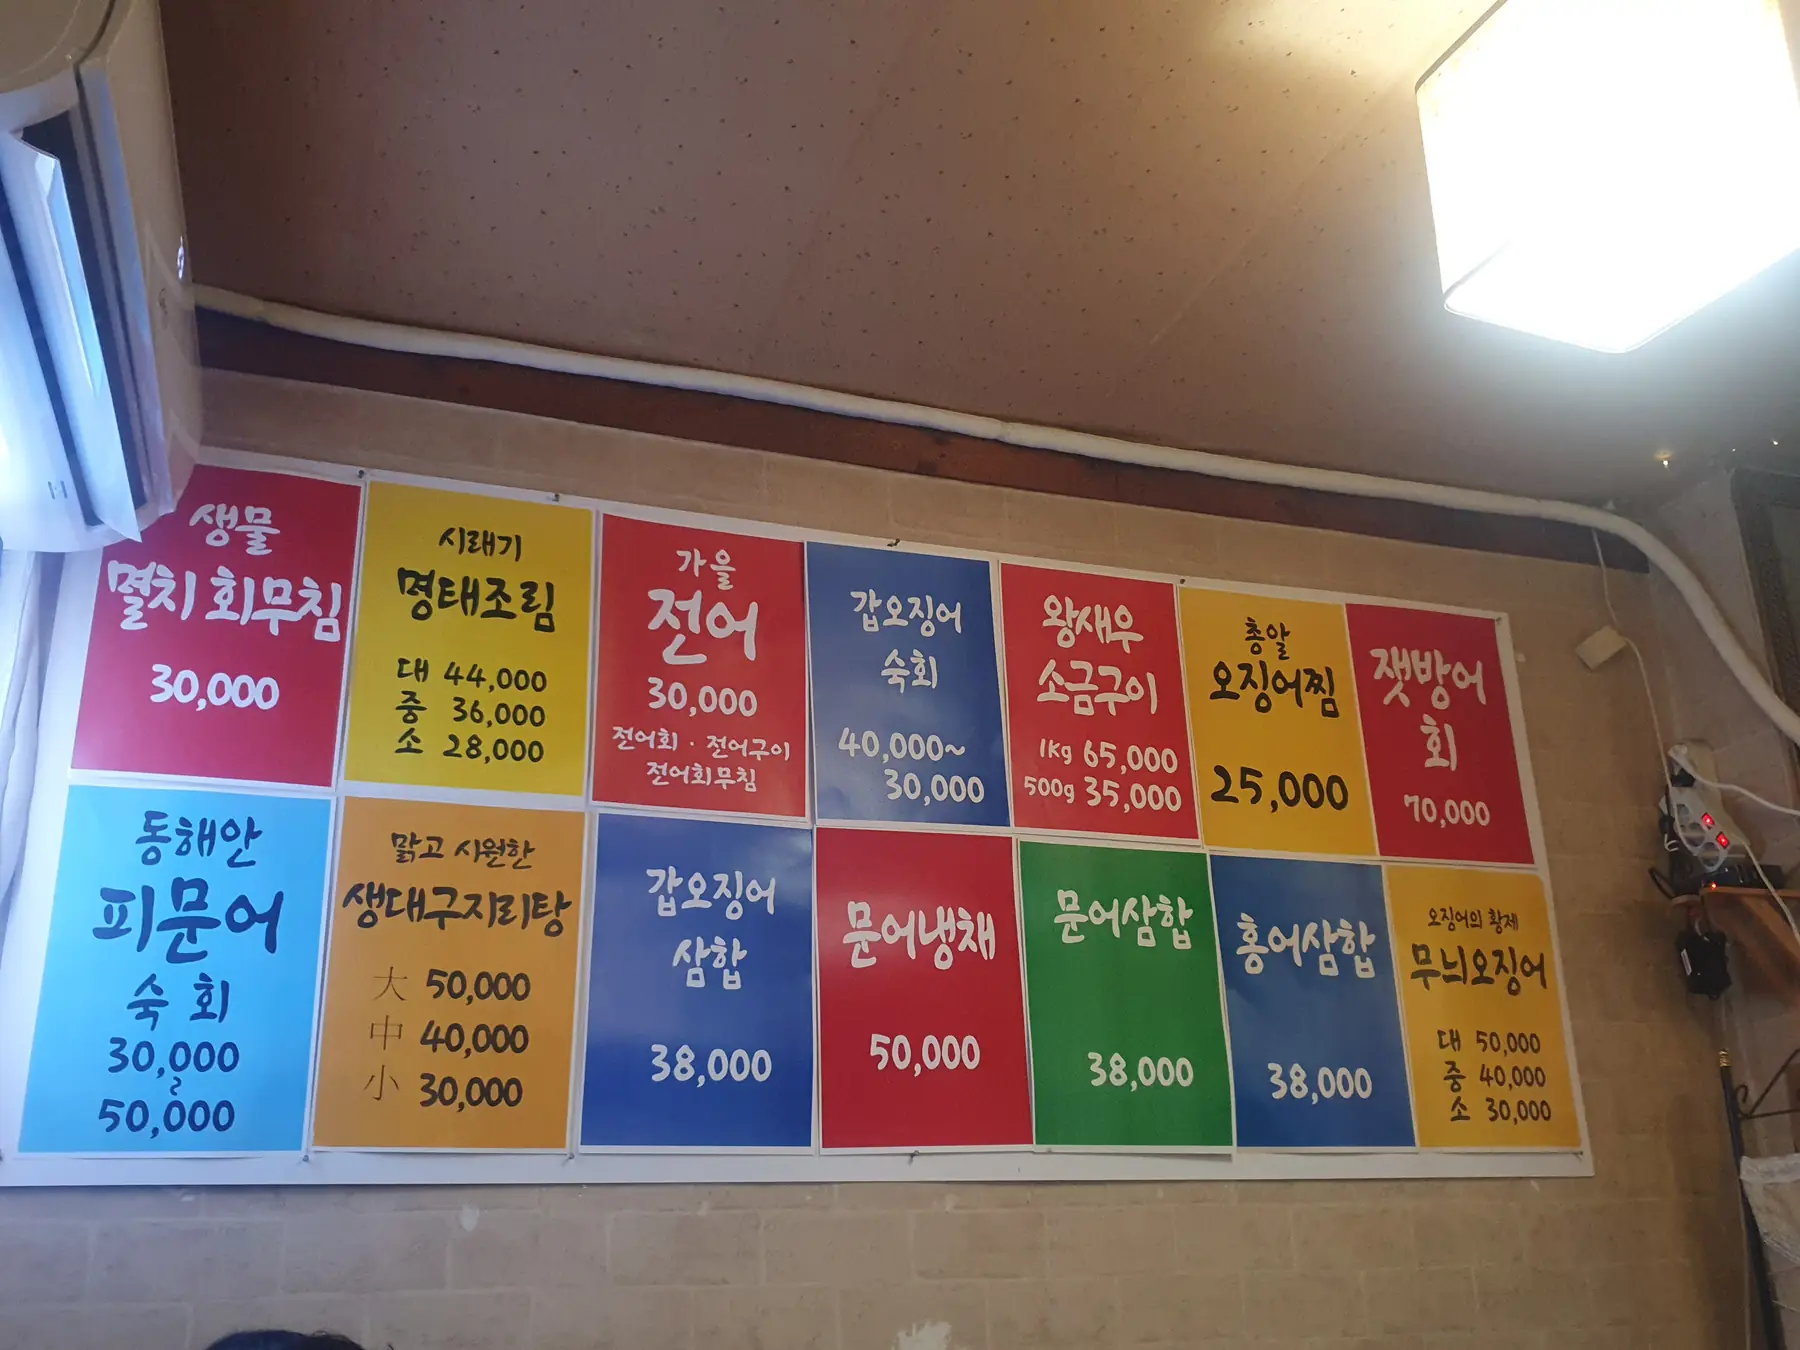 생물
멸치 회무침
30,000
시래기
명태조림
대 44,000
중 36,000
소 28,000
가을
전어
30,000
전어회 · 전어구이
전어회무침
갑오징어
숙회
40,000~
30,000
왕새우
소금구이
1kg 65,000
500g 35,000
총알
오징어찜
25,000
잿방어
회
70,000
동해안
피문어
숙 회
30,000
~
50,000
맑고 시원한
생대구지리탕
大 50,000
中 40,000
小 30,000
갑오징어
삼합
38,000
문어냉채
50,000
문어삼합
38,000
홍어삼합
38,000
오징어의 황제
무늬오징어
대 50,000
중 40,000
소 30,000